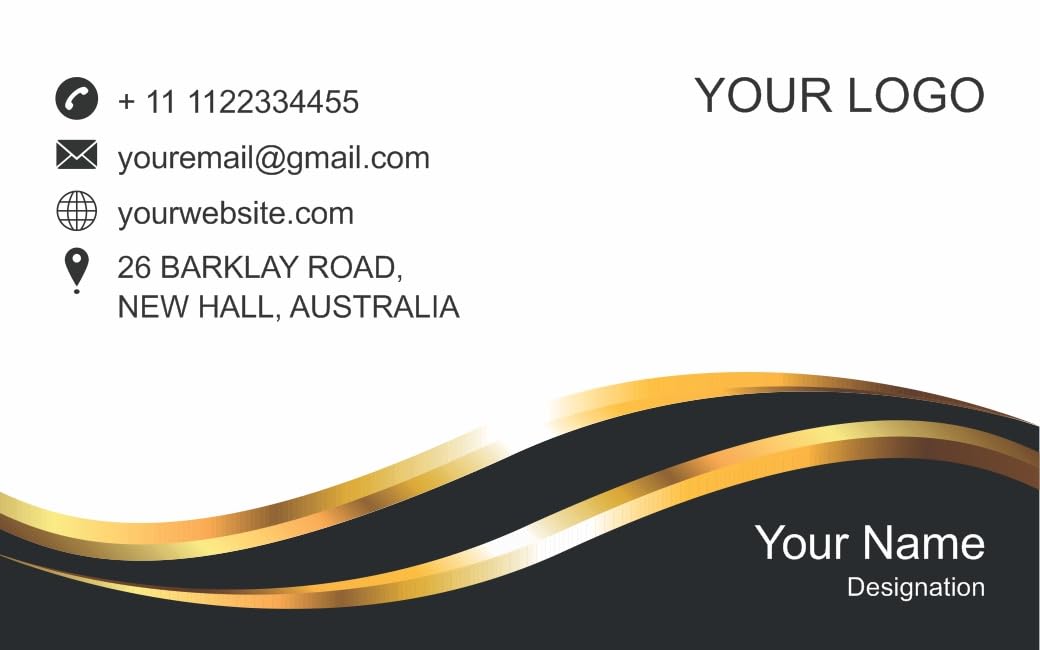 + 11 1122334455
youremail@gmail.com
yourwebsite.com
26 BARKLAY ROAD,
NEW HALL, AUSTRALIA
YOUR LOGO
Your Name
Designation